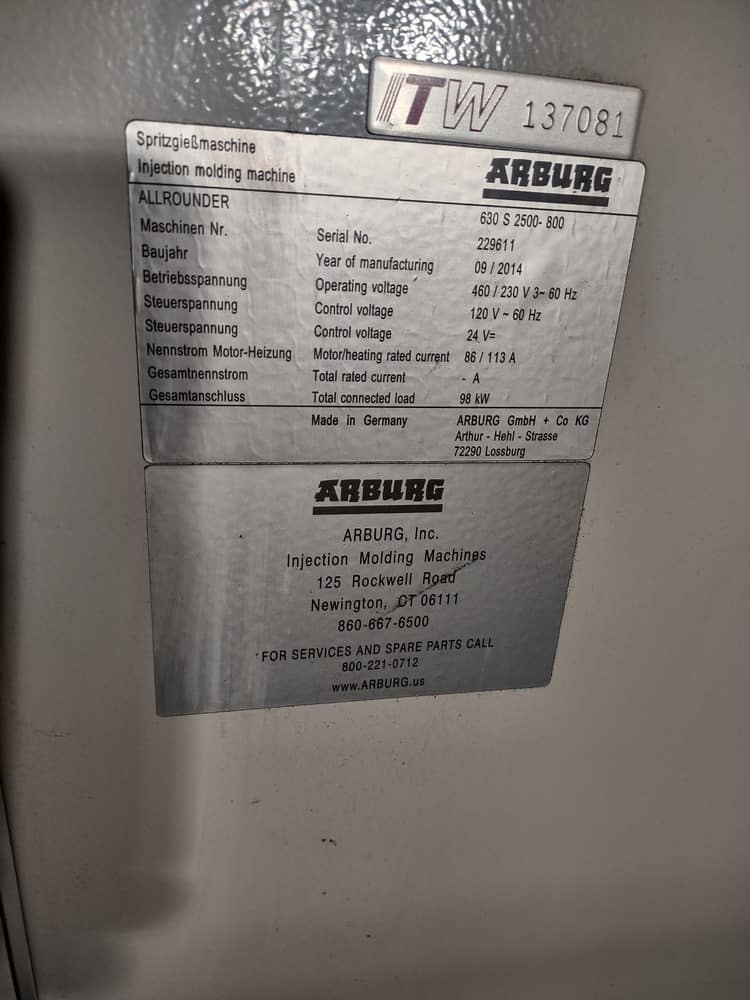 ITW 137081
Spritzgießmaschine
Injection molding machine
ARBURG
ALLROUNDER 630 S 2500- 800
Maschinen Nr. Serial No. 229611
Baujahr Year of manufacturing 09 / 2014
Betriebsspannung Operating voltage 460 / 230 V 3~ 60 Hz
Steuerspannung Control voltage 120 V ~ 60 Hz
Steuerspannung Control voltage 24 V=
Nennstrom Motor-Heizung Motor/heating rated current 86 / 113 A
Gesamtnennstrom Total rated current - A
Gesamtanschluss Total connected load 98 kW
Made in Germany ARBURG GmbH + Co KG
Arthur - Hehl - Strasse
72290 Lossburg
ARBURG
ARBURG, Inc.
Injection Molding Machines
125 Rockwell Road
Newington, CT 06111
860-667-6500
FOR SERVICES AND SPARE PARTS CALL
800-221-0712
www.ARBURG.us